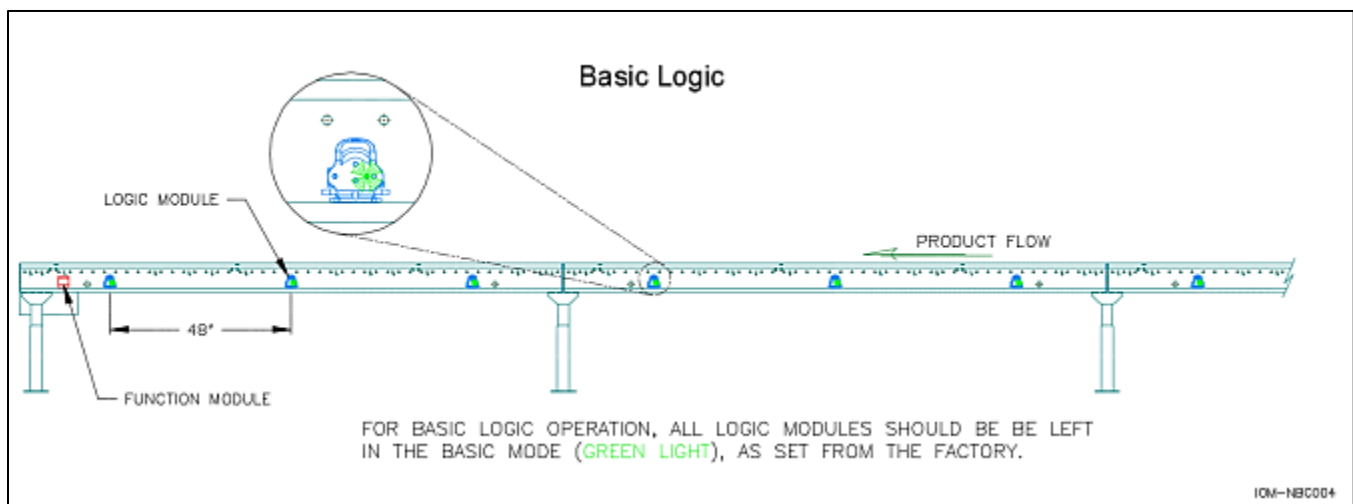 Basic Logic
LOGIC MODULE
PRODUCT FLOW
48"
FUNCTION MODULE
FOR BASIC LOGIC OPERATION, ALL LOGIC MODULES SHOULD BE BE LEFT
IN THE BASIC MODE (GREEN LIGHT), AS SET FROM THE FACTORY.
IOM-NBC004